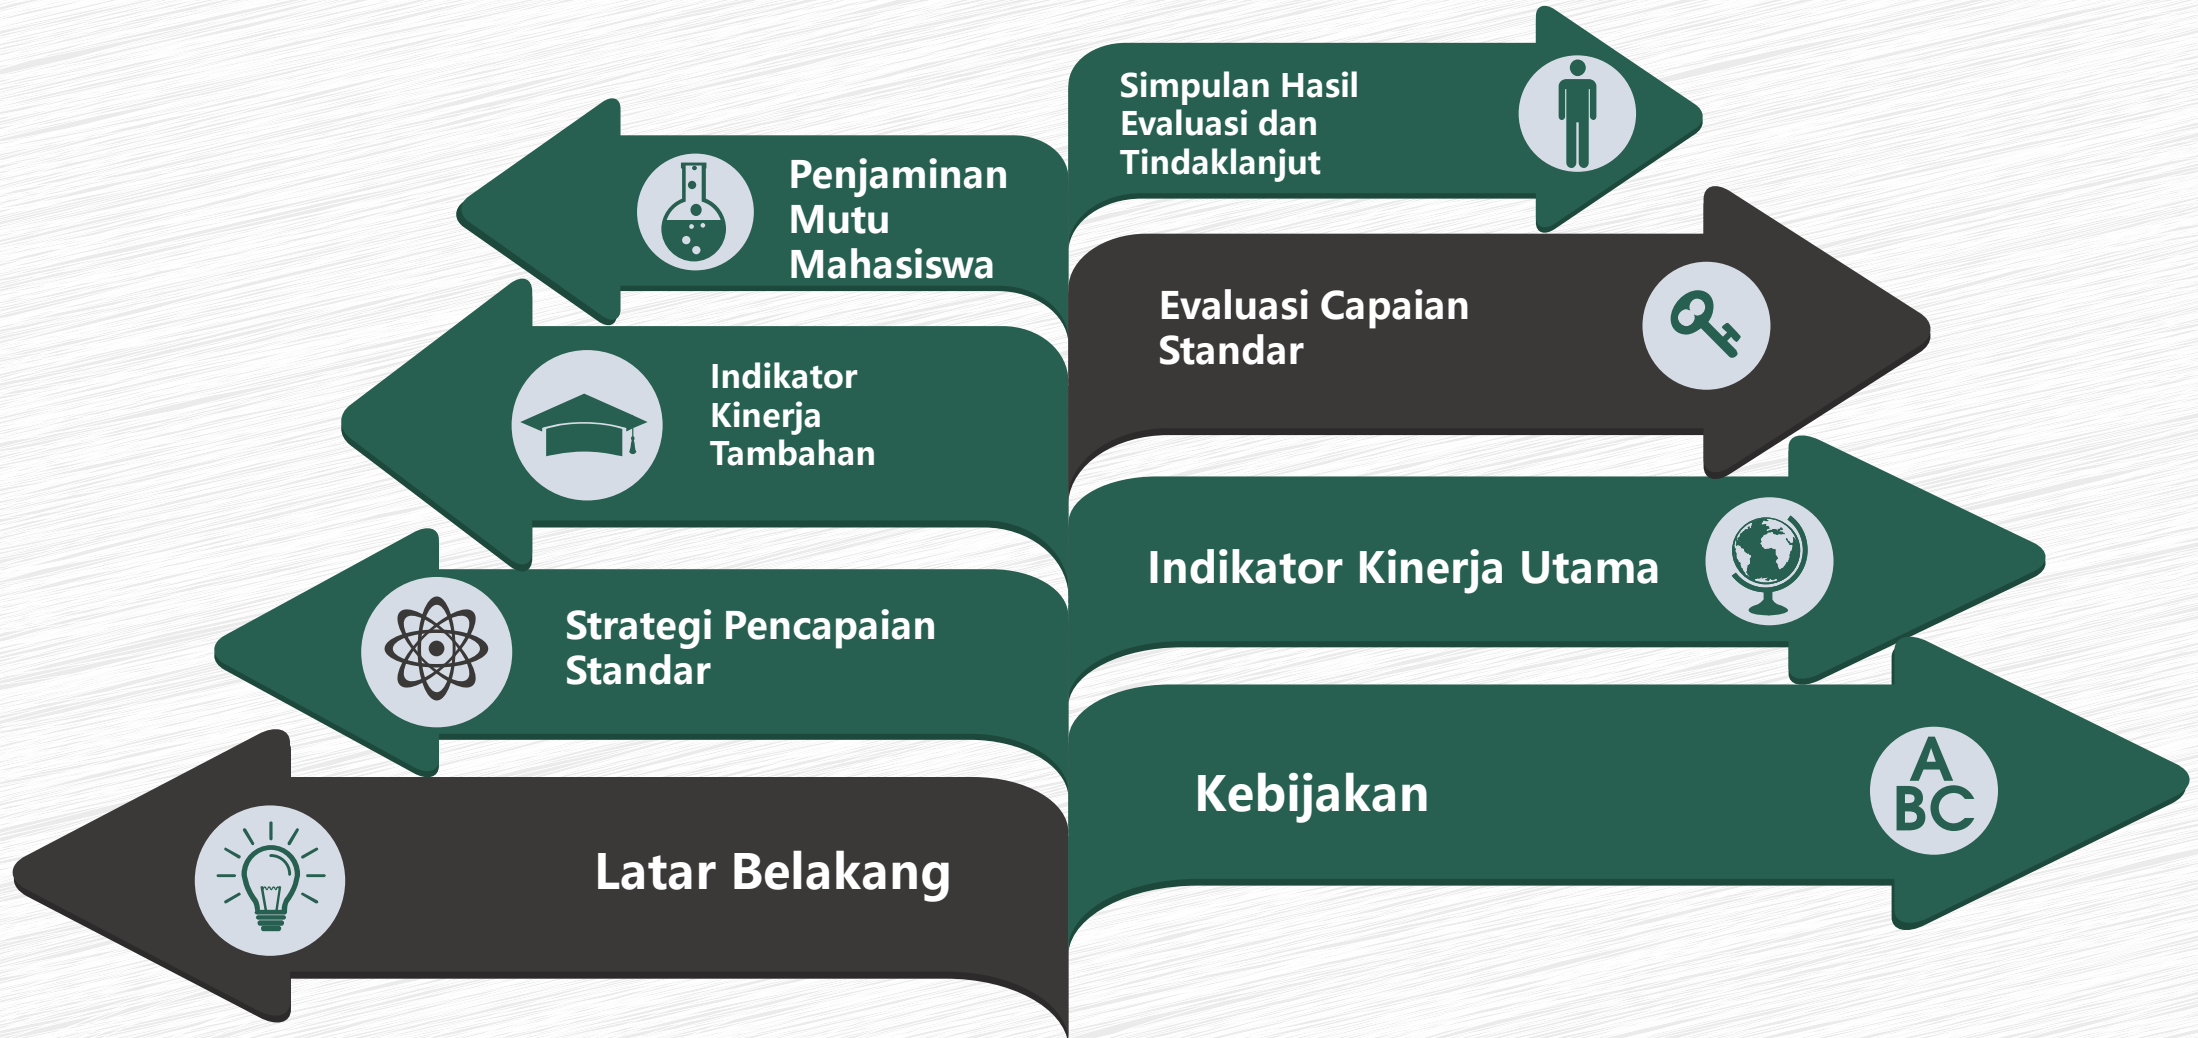 Simpulan Hasil
Evaluasi dan
Tindaklanjut
Penjaminan
Mutu
Mahasiswa
Evaluasi Capaian
Standar
Indikator
Kinerja
Tambahan
Indikator Kinerja Utama
Strategi Pencapaian
Standar
Kebijakan
A
BC
Latar Belakang